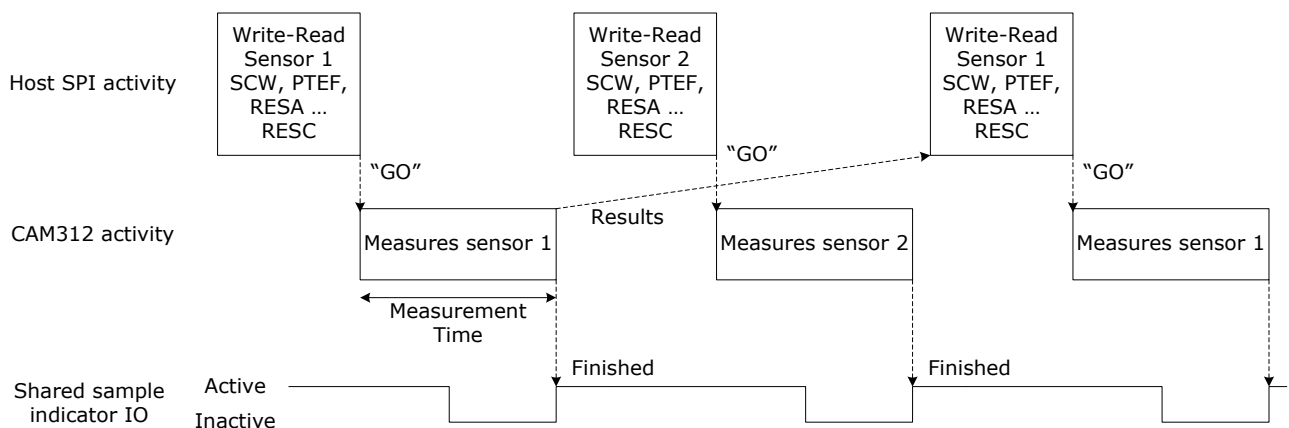 Write-Read
Sensor 1
SCW, PTEF,
RESA …
RESC
Write-Read
Sensor 2
SCW, PTEF,
RESA …
RESC
Write-Read
Sensor 1
SCW, PTEF,
RESA …
RESC
Host SPI activity
“GO”
“GO”
“GO”
Results
CAM312 activity
Measures sensor 1
Measures sensor 2
Measures sensor 1
Measurement
Time
Finished
Finished
Shared sample
indicator IO
Active
Inactive